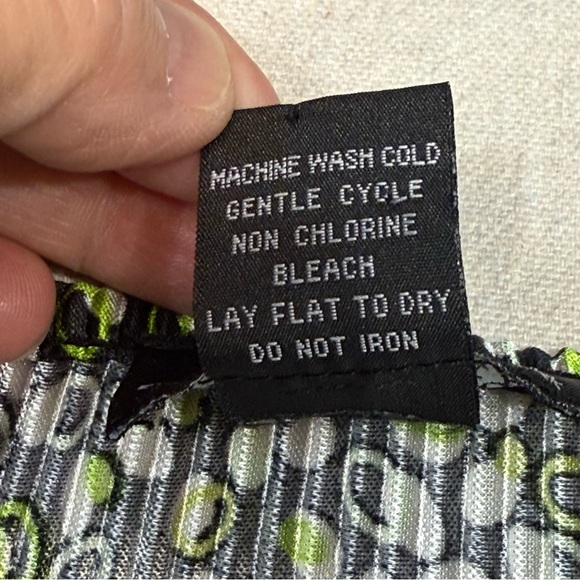 MACHINE WASH COLD
GENTLE CYCLE
NON CHLORINE
BLEACH
LAY FLAT TO DRY
DO NOT IRON